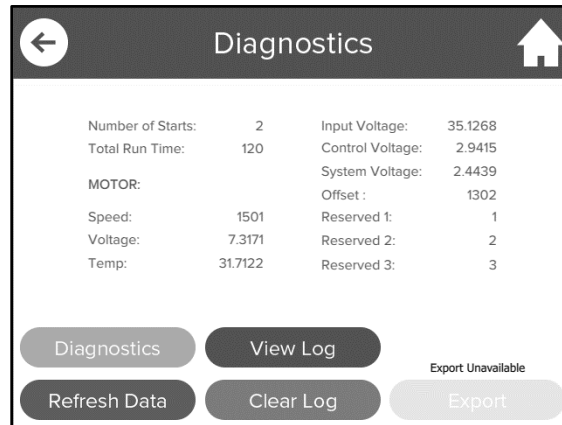 Diagnostics
Number of Starts: 2
Total Run Time: 120
MOTOR:
Speed: 1501
Voltage: 7.3171
Temp: 31.7122
Input Voltage: 35.1268
Control Voltage: 2.9415
System Voltage: 2.4439
Offset : 1302
Reserved 1: 1
Reserved 2: 2
Reserved 3: 3
Diagnostics
View Log
Export Unavailable
Refresh Data
Clear Log
Export